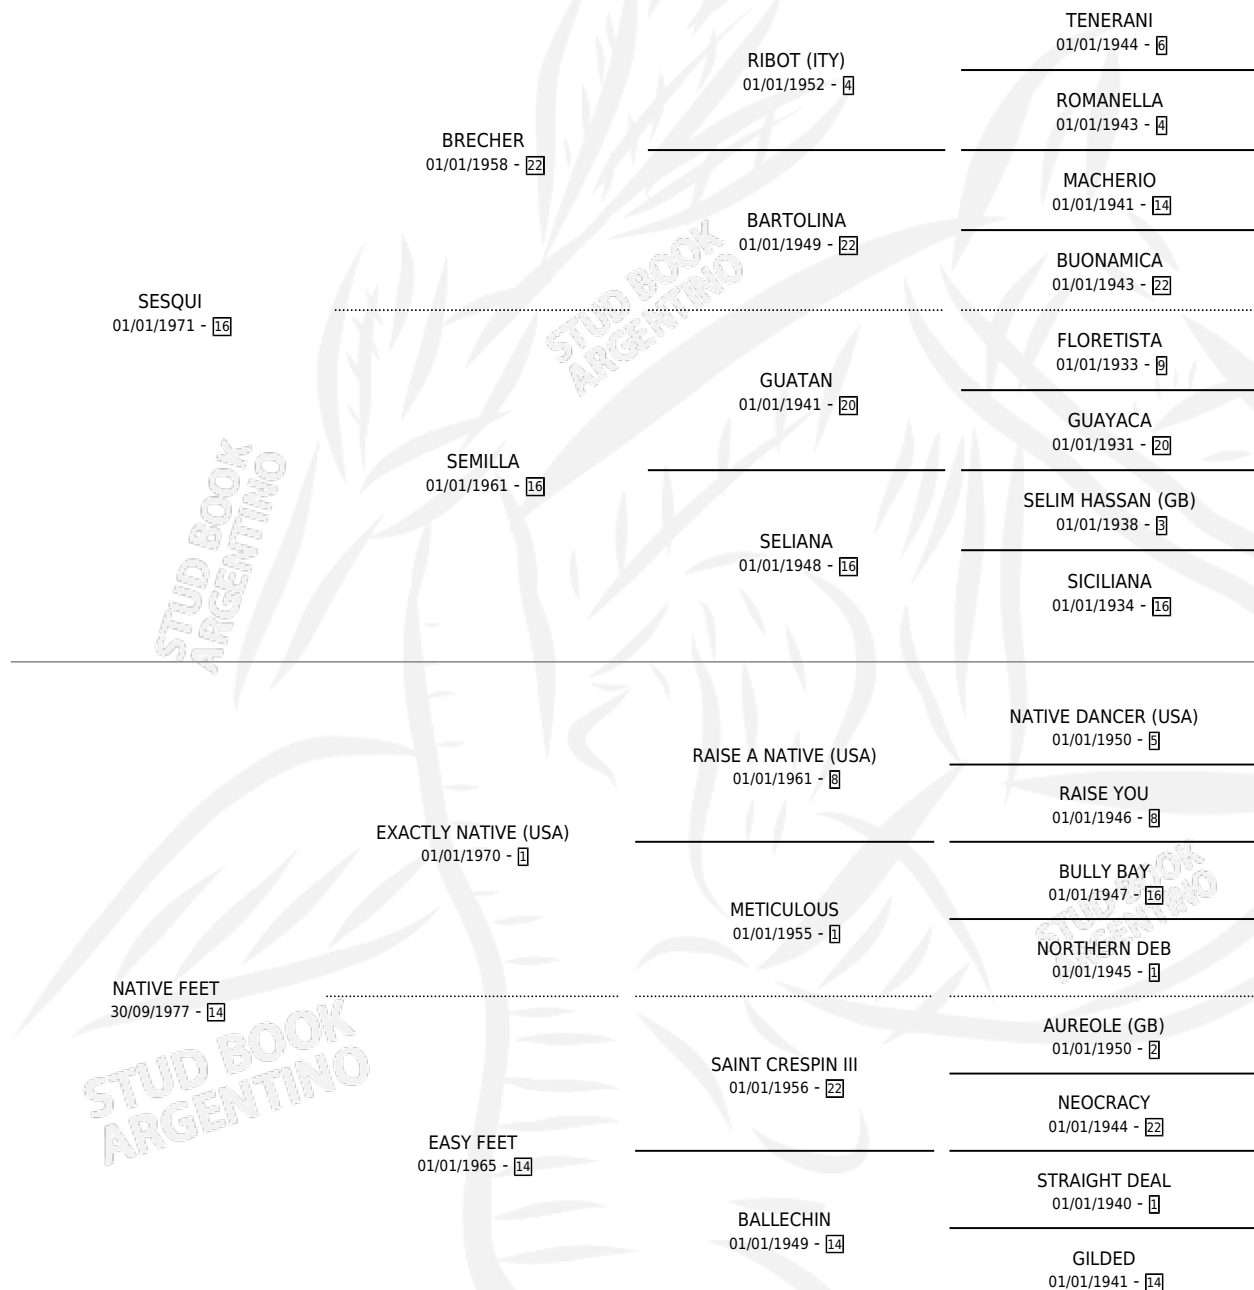 TENERANI
01/01/1944 - 6
RIBOT (ITY)
01/01/1952 - 4
ROMANELLA
01/01/1943 - 4
BRECHER
01/01/1958 - 22
MACHERIO
01/01/1941 - 14
BARTOLINA
01/01/1949 - 22
BUONAMICA
01/01/1943 - 22
SESQUI
01/01/1971 - 16
FLORETISTA
01/01/1933 - 9
GUATAN
01/01/1941 - 20
GUAYACA
01/01/1931 - 20
SEMILLA
01/01/1961 - 16
SELIM HASSAN (GB)
01/01/1938 - 3
SELIANA
01/01/1948 - 16
SICILIANA
01/01/1934 - 16
STUD BOOK
ARGENTINO
STUD BOOK
ARGENTINO
NATIVE DANCER (USA)
01/01/1950 - 5
RAISE A NATIVE (USA)
01/01/1961 - 8
RAISE YOU
01/01/1946 - 8
EXACTLY NATIVE (USA)
01/01/1970 - 1
BULLY BAY
01/01/1947 - 16
METICULOUS
01/01/1955 - 1
NORTHERN DEB
01/01/1945 - 1
NATIVE FEET
30/09/1977 - 14
AUREOLE (GB)
01/01/1950 - 2
SAINT CRESPIN III
01/01/1956 - 22
NEOCRACY
01/01/1944 - 22
EASY FEET
01/01/1965 - 14
STRAIGHT DEAL
01/01/1940 - 1
BALLECHIN
01/01/1949 - 14
GILDED
01/01/1941 - 14
STUD BOOK
ARGENTINO
STUD BOOK
ARGENTINO